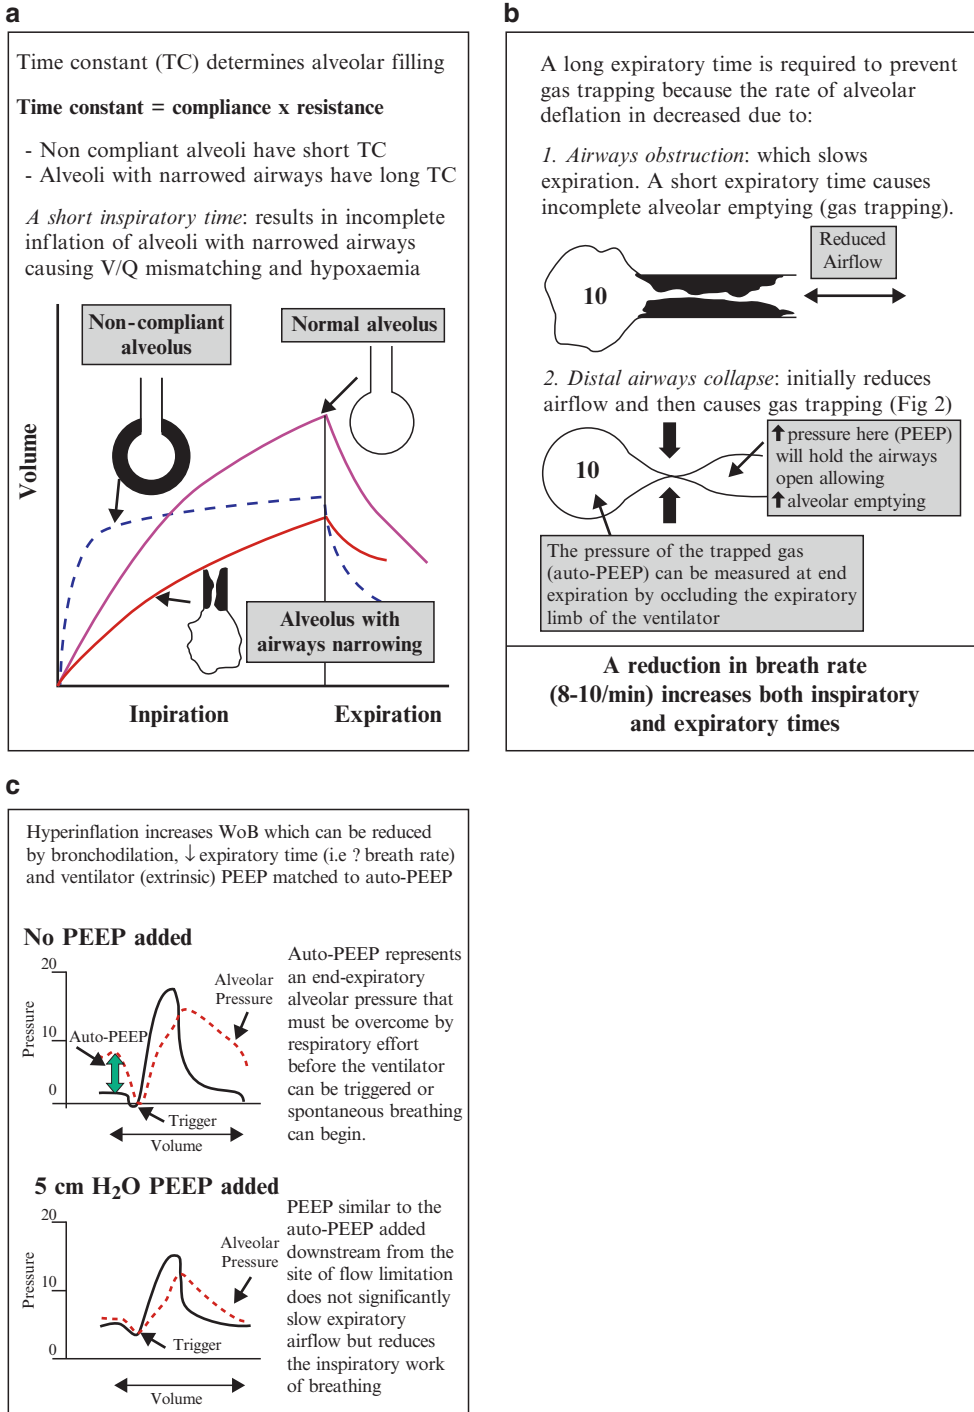 a
Time constant (TC) determines alveolar filling
Time constant = compliance x resistance
- Non compliant alveoli have short TC
- Alveoli with narrowed airways have long TC
A short inspiratory time: results in incomplete
inflation of alveoli with narrowed airways
causing V/Q mismatching and hypoxaemia
Non-compliant
alveolus
Normal alveolus
Volume
Alveolus with
airways narrowing
Inpiration
Expiration
b
A long expiratory time is required to prevent
gas trapping because the rate of alveolar
deflation in decreased due to:
1. Airways obstruction: which slows
expiration. A short expiratory time causes
incomplete alveolar emptying (gas trapping).
10
Reduced
Airflow
2. Distal airways collapse: initially reduces
airflow and then causes gas trapping (Fig 2)
10
⬆ pressure here (PEEP)
will hold the airways
open allowing
⬆ alveolar emptying
The pressure of the trapped gas
(auto-PEEP) can be measured at end
expiration by occluding the expiratory
limb of the ventilator
A reduction in breath rate
(8-10/min) increases both inspiratory
and expiratory times
c
Hyperinflation increases WoB which can be reduced
by bronchodilation, ↓ expiratory time (i.e ? breath rate)
and ventilator (extrinsic) PEEP matched to auto-PEEP
No PEEP added
20
10
0
Pressure
Auto-PEEP
Alveolar
Pressure
Trigger
Volume
Auto-PEEP represents
an end-expiratory
alveolar pressure that
must be overcome by
respiratory effort
before the ventilator
can be triggered or
spontaneous breathing
can begin.
5 cm H₂O PEEP added
20
10
0
Pressure
Alveolar
Pressure
Trigger
Volume
PEEP similar to the
auto-PEEP added
downstream from the
site of flow limitation
does not significantly
slow expiratory
airflow but reduces
the inspiratory work
of breathing